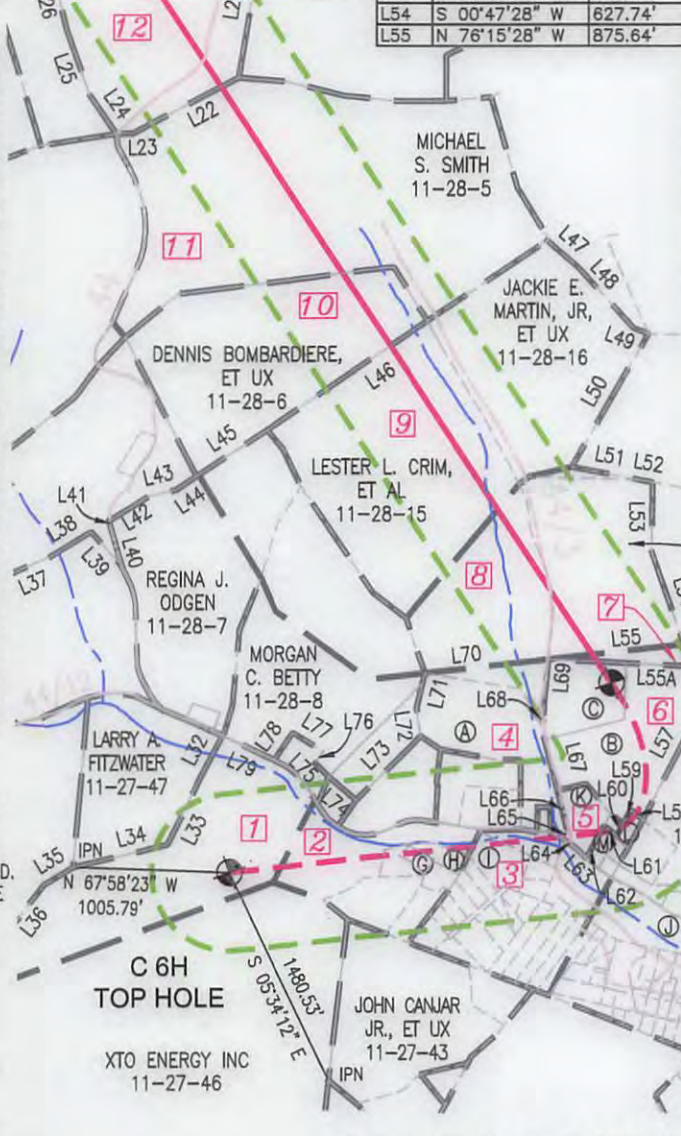 L54 S 00°47'28" W 627.74'
L55 N 76°15'28" W 875.64'
12
L25
L24
L23
L22
MICHAEL
S. SMITH
11-28-5
11
10
L47
L48
L49
JACKIE E.
MARTIN, JR,
ET UX
11-28-16
DENNIS BOMBARDIERE,
ET UX
11-28-6
L46
L50
9
L45
L43
L44
LESTER L. CRIM,
ET AL
11-28-15
L51
L52
L53
L41
L42
L38
L39
L40
L37
REGINA J.
ODGEN
11-28-7
8
7
MORGAN
C. BETTY
11-28-8
L70
L55
L55A
L69
L71
L68
C
6
44/12
L76
L77
L78
L72
L73
A
4
B
L67
L57
LARRY A.
FITZWATER
11-27-47
L32
L79
L75
L74
L66
L65
K
L59
L60
5
M
L61
L33
1
2
L64
L63
G
H
I
3
L62
IPN
L34
L35
L36
N 67°58'23" W
1005.79'
J
C 6H
TOP HOLE
1480.53'
S 05°34'12" E
JOHN CANJAR
JR., ET UX
11-27-43
IPN
XTO ENERGY INC
11-27-46